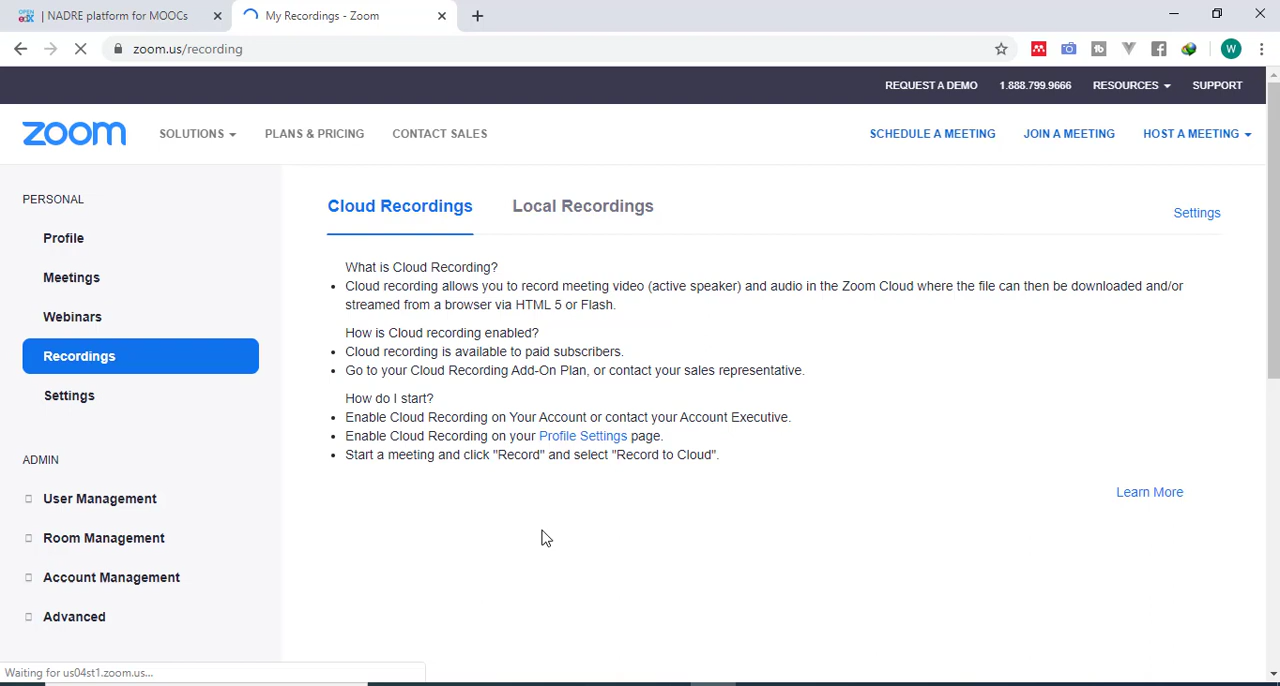 | NADRE platform for MOOCs
My Recordings - Zoom
zoom.us/recording
W
REQUEST A DEMO 1.888.799.9666 RESOURCES SUPPORT
zoom SOLUTIONS PLANS & PRICING CONTACT SALES SCHEDULE A MEETING JOIN A MEETING HOST A MEETING
PERSONAL
Profile
Meetings
Webinars
Recordings
Settings
ADMIN
User Management
Room Management
Account Management
Advanced
Cloud Recordings Local Recordings
Settings
What is Cloud Recording?
• Cloud recording allows you to record meeting video (active speaker) and audio in the Zoom Cloud where the file can then be downloaded and/or
streamed from a browser via HTML 5 or Flash.
How is Cloud recording enabled?
• Cloud recording is available to paid subscribers.
• Go to your Cloud Recording Add-On Plan, or contact your sales representative.
How do I start?
• Enable Cloud Recording on Your Account or contact your Account Executive.
• Enable Cloud Recording on your Profile Settings page.
• Start a meeting and click "Record" and select "Record to Cloud".
Learn More
Waiting for us04st1.zoom.us...